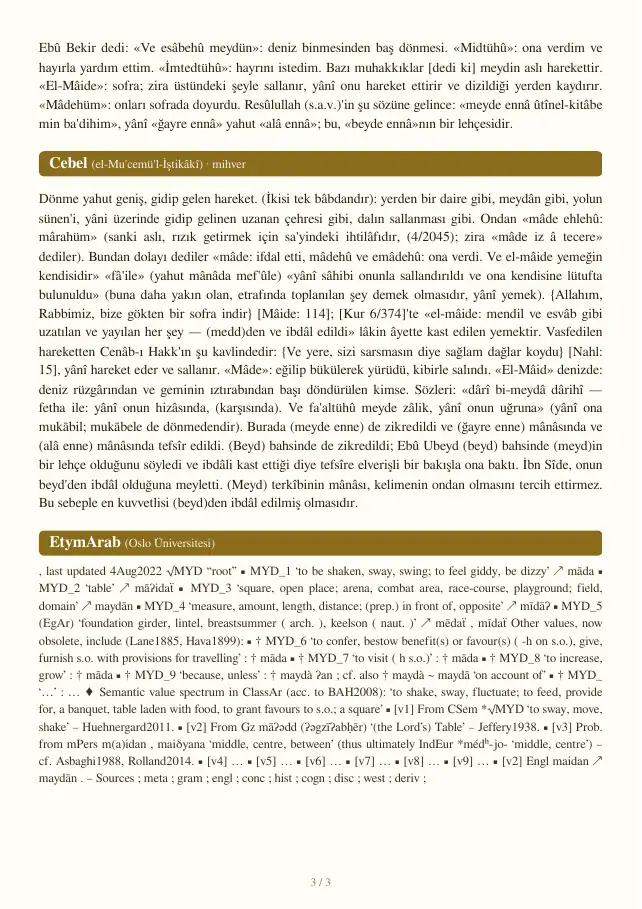 Ebû Bekir dedi: «Ve esâbehû meydün»: deniz binmesinden baş dönmesi. «Midtühû»: ona verdim ve
hayırla yardım ettim. «İmtedtühû»: hayrını istedim. Bazı muhakkıklar [dedi ki] meydin aslı harekettir.
«El-Mâide»: sofra; zira üstündeki şeyle sallanır, yânî onu hareket ettirir ve dizildiği yerden kaydırır.
«Mâdehüm»: onları sofrada doyurdu. Resûlullah (s.a.v.)'in şu sözüne gelince: «meyde ennâ ûtînel-kitâbe
min ba'dihim», yânî «ğayre ennâ» yahut «alâ ennâ»; bu, «beyde ennâ»nın bir lehçesidir.
Cebel (el-Mu'cemü'l-İştikâkî) · mihver
Dönme yahut geniş, gidip gelen hareket. (İkisi tek bâbdandır): yerden bir daire gibi, meydân gibi, yolun
sünen'i, yâni üzerinde gidip gelinen uzanan çehresi gibi, dalın sallanması gibi. Ondan «mâde ehlehû:
mârahüm» (sanki aslı, rızık getirmek için sa'yindeki ihtilâfıdır, (4/2045); zira «mâde iz â tecere»
dediler). Bundan dolayı dediler «mâde: ifdal etti, mâdehû ve emâdehû: ona verdi. Ve el-mâide yemeğin
kendisidir» «fâ'ile» (yahut mânâda mef'ûle) «yânî sâhibi onunla sallandırıldı ve ona kendisine lütufta
bulunuldu» (buna daha yakın olan, etrafında toplanılan şey demek olmasıdır, yânî yemek). {Allahım,
Rabbimiz, bize gökten bir sofra indir} [Mâide: 114]; [Kur 6/374]'te «el-mâide: mendil ve esvâb gibi
uzatılan ve yayılan her şey — (medd)den ve ibdâl edildi» lâkin âyette kast edilen yemektir. Vasfedilen
hareketten Cenâb-ı Hakk'ın şu kavlindedir: {Ve yere, sizi sarsmasın diye sağlam dağlar koydu} [Nahl:
15], yânî hareket eder ve sallanır. «Mâde»: eğilip bükülerek yürüdü, kibirle salındı. «El-Mâid» denizde:
deniz rüzgârından ve geminin ıztırabından başı döndürülen kimse. Sözleri: «dârî bi-meydâ dârihî —
fetha ile: yânî onun hizâsında, (karşısında). Ve fa'altühû meyde zâlik, yânî onun uğruna» (yânî ona
mukābil; mukābele de dönmedendir). Burada (meyde enne) de zikredildi ve (ğayre enne) mânâsında ve
(alâ enne) mânâsında tefsîr edildi. (Beyd) bahsinde de zikredildi; Ebû Ubeyd (beyd) bahsinde (meyd)in
bir lehçe olduğunu söyledi ve ibdâli kast ettiği diye tefsîre elverişli bir bakışla ona baktı. İbn Sîde, onun
beyd'den ibdâl olduğuna meyletti. (Meyd) terkîbinin mânâsı, kelimenin ondan olmasını tercih ettirmez.
Bu sebeple en kuvvetlisi (beyd)den ibdâl edilmiş olmasıdır.
EtymArab (Oslo Üniversitesi)
, last updated 4Aug2022 √MYD “root” ▪ MYD_1 ‘to be shaken, sway, swing; to feel giddy, be dizzy’ ↗ māda ▪
MYD_2 ‘table’ ↗ māʔidaẗ ▪ MYD_3 ‘square, open place; arena, combat area, race-course, playground; field,
domain’ ↗ maydān ▪ MYD_4 ‘measure, amount, length, distance; (prep.) in front of, opposite’ ↗ mīdāʔ ▪ MYD_5
(EgAr) ‘foundation girder, lintel, breastsummer ( arch. ), keelson ( naut. )’ ↗ mēdaẗ , mīdaẗ Other values, now
obsolete, include (Lane1885, Hava1899): ▪ † MYD_6 ‘to confer, bestow benefit(s) or favour(s) ( -h on s.o.), give,
furnish s.o. with provisions for travelling’ : † māda ▪ † MYD_7 ‘to visit ( h s.o.)’ : † māda ▪ † MYD_8 ‘to increase,
grow’ : † māda ▪ † MYD_9 ‘because, unless’ : † maydà ʔan ; cf. also † maydà ~ maydā ‘on account of’ ▪ † MYD_
‘…’ : … ♦ Semantic value spectrum in ClassAr (acc. to BAH2008): ‘to shake, sway, fluctuate; to feed, provide
for, a banquet, table laden with food, to grant favours to s.o.; a square’ ▪ [v1] From CSem *√MYD ‘to sway, move,
shake’ – Huehnergard2011. ▪ [v2] From Gz māʔədd (ʔəgziʔabḥēr) ‘(the Lord’s) Table’ – Jeffery1938. ▪ [v3] Prob.
from mPers m(a)idan , maiδyana ‘middle, centre, between’ (thus ultimately IndEur *médʰ-jo- ‘middle, centre’) –
cf. Asbaghi1988, Rolland2014. ▪ [v4] … ▪ [v5] … ▪ [v6] … ▪ [v7] … ▪ [v8] … ▪ [v9] … ▪ [v2] Engl maidan ↗
maydān . – Sources ; meta ; gram ; engl ; conc ; hist ; cogn ; disc ; west ; deriv ;
3 / 3